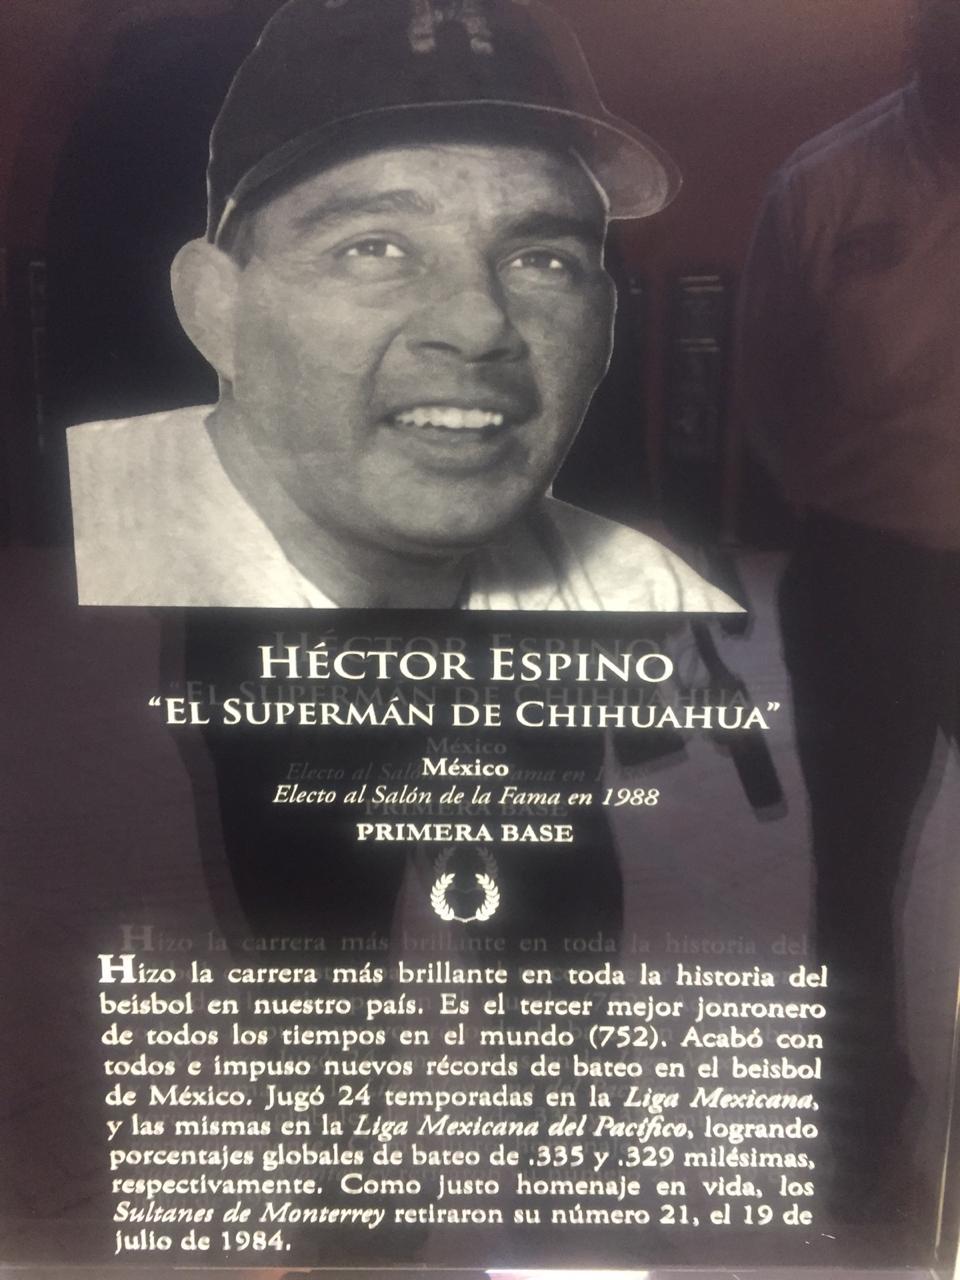 HÉCTOR ESPINO
“EL SUPERMÁN DE CHIHUAHUA”
México
Electo al Salón de la Fama en 1988
PRIMERA BASE
Hizo la carrera más brillante en toda la historia del
beisbol en nuestro país. Es el tercer mejor jonronero
de todos los tiempos en el mundo (752). Acabó con
todos e impuso nuevos récords de bateo en el beisbol
de México. Jugó 24 temporadas en la Liga Mexicana,
y las mismas en la Liga Mexicana del Pacífico, logrando
porcentajes globales de bateo de .335 y .329 milésimas,
respectivamente. Como justo homenaje en vida, los
Sultanes de Monterrey retiraron su número 21, el 19 de
julio de 1984.